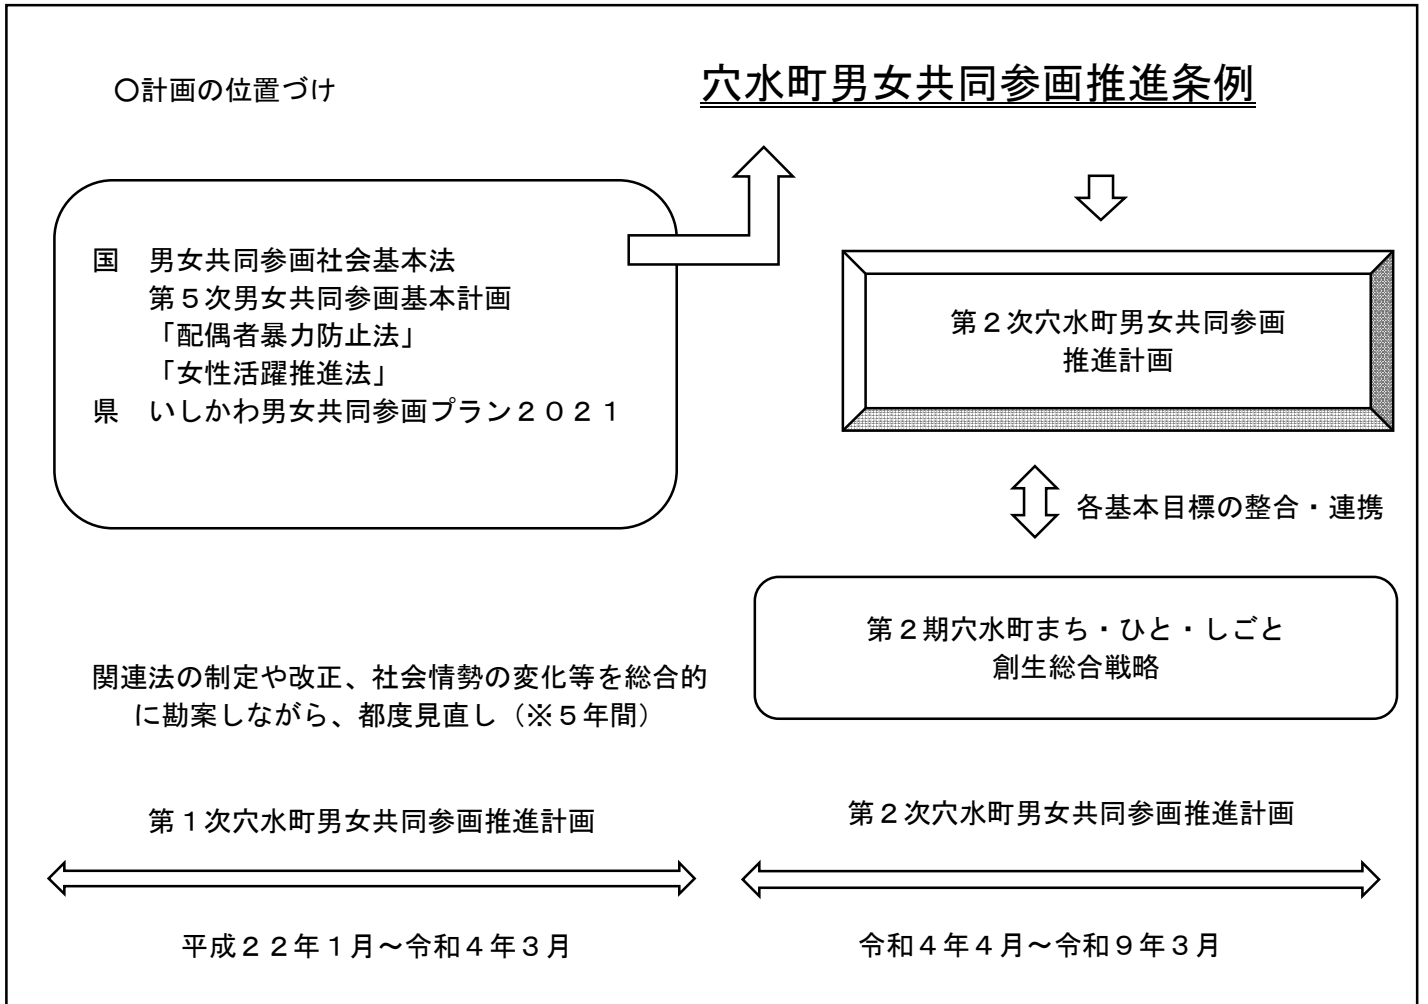 〇計画の位置づけ
穴水町男女共同参画推進条例
国　男女共同参画社会基本法
第５次男女共同参画基本計画
「配偶者暴力防止法」
「女性活躍推進法」
県　いしかわ男女共同参画プラン２０２１
第２次穴水町男女共同参画
推進計画
各基本目標の整合・連携
第２期穴水町まち・ひと・しごと
創生総合戦略
関連法の制定や改正、社会情勢の変化等を総合的
に勘案しながら、都度見直し（※５年間）
第１次穴水町男女共同参画推進計画
第２次穴水町男女共同参画推進計画
平成２２年１月～令和４年３月
令和４年４月～令和９年３月